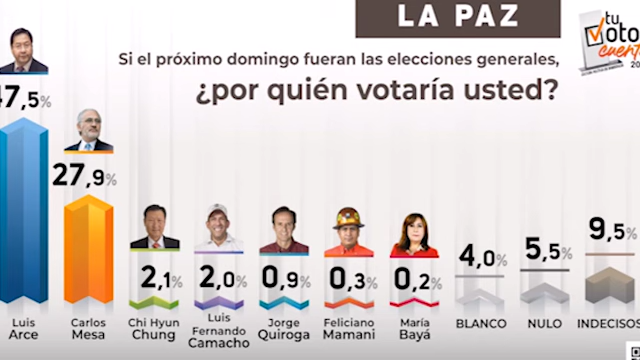 LA PAZ
tu
Voto
cuenta
Si el próximo domingo fueran las elecciones generales,
¿por quién votaría usted?
47,5%
27,9%
2,1%
2,0%
0,9%
0,3%
0,2%
4,0%
5,5%
9,5%
Luis
Arce
Carlos
Mesa
Chi Hyun
Chung
Luis
Fernando
Camacho
Jorge
Quiroga
Feliciano
Mamani
María
Bayá
BLANCO
NULO
INDECISOS